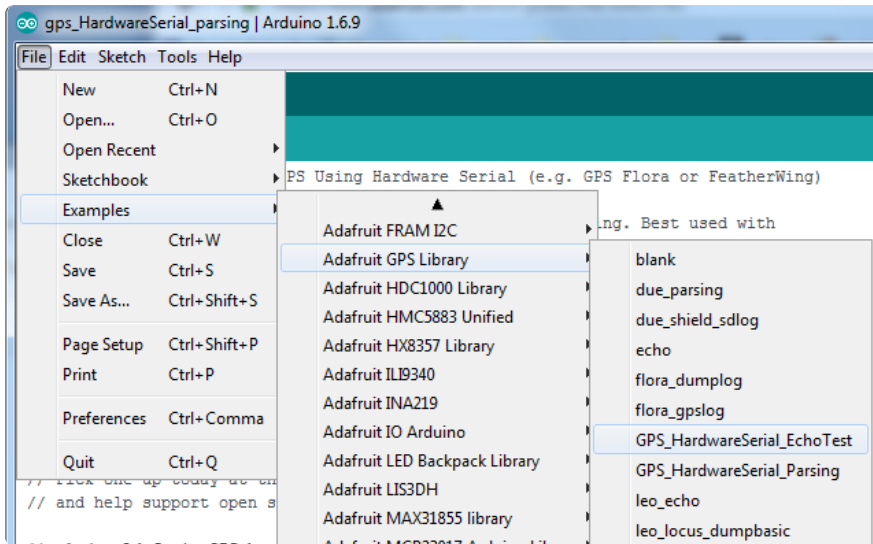 gps_HardwareSerial_parsing | Arduino 1.6.9
File Edit Sketch Tools Help
New Ctrl+N
Open... Ctrl+O
Open Recent
Sketchbook
Examples
Close Ctrl+W
Save Ctrl+S
Save As... Ctrl+Shift+S
Page Setup Ctrl+Shift+P
Print Ctrl+P
Preferences Ctrl+Comma
Quit Ctrl+Q
PS Using Hardware Serial (e.g. GPS Flora or FeatherWing)
ing. Best used with
Adafruit FRAM I2C
Adafruit GPS Library
Adafruit HDC1000 Library
Adafruit HMC5883 Unified
Adafruit HX8357 Library
Adafruit ILI9340
Adafruit INA219
Adafruit IO Arduino
Adafruit LED Backpack Library
Adafruit LIS3DH
Adafruit MAX31855 library
blank
due_parsing
due_shield_sdlog
echo
flora_dumplog
flora_gpslog
GPS_HardwareSerial_EchoTest
GPS_HardwareSerial_Parsing
leo_echo
leo_locus_dumpbasic
// and help support open s